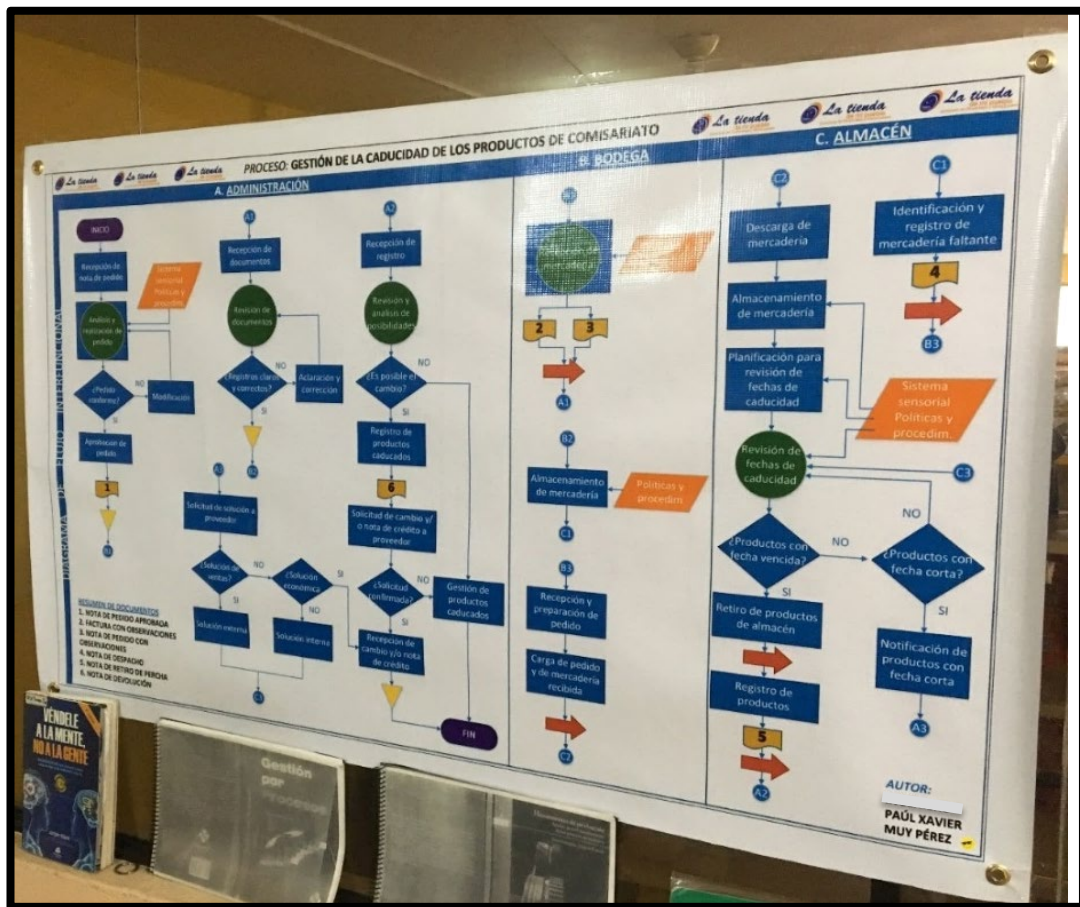 La tienda
La tienda
La tienda
La tienda
La tienda
La tienda
PROCESO: GESTIÓN DE LA CADUCIDAD DE LOS PRODUCTOS DE COMISARIATO
A. ADMINISTRACIÓN
B. BODEGA
C. ALMACÉN
DIAGRAMA DE FLUJO INTERFUNCIONAL
INICIO
Recepción de
nota de pedido
Sistema
sensorial
Políticas y
procedim.
Análisis y
realización de
pedido
¿Pedido
conforme?
NO
Modificación
SI
Aprobación de
pedido
1
A1
Recepción de
documentos
Revisión de
documentos
¿Registros claros
y correctos?
NO
Aclaración y
corrección
SI
B2
A3
Solicitud de solución a
proveedor
¿Solución de
ventas?
NO
¿Solución
económica?
SI
SI
NO
Solución externa
Solución interna
C3
A2
Recepción de
registro
Revisión y
análisis de
posibilidades
¿Es posible el
cambio?
NO
SI
Registro de
productos
caducados
6
Solicitud de cambio y/
o nota de crédito a
proveedor
¿Solicitud
confirmada?
NO
Gestión de
productos
caducados
SI
Recepción de
cambio y/o nota
de crédito
FIN
RESUMEN DE DOCUMENTOS
1. NOTA DE PEDIDO APROBADA
2. FACTURA CON OBSERVACIONES
3. NOTA DE PEDIDO CON
OBSERVACIONES
4. NOTA DE DESPACHO
5. NOTA DE RETIRO DE PERCHA
6. NOTA DE DEVOLUCIÓN
mercadería
2
3
A1
B2
Almacenamiento
de mercadería
Políticas y
procedim.
C1
B3
Recepción y
preparación de
pedido
Carga de pedido
y de mercadería
recibida
C2
C2
Descarga de
mercadería
Almacenamiento
de mercadería
Planificación para
revisión de
fechas de
caducidad
Sistema
sensorial
Políticas y
procedim.
Revisión de
fechas de
caducidad
C3
¿Productos con
fecha vencida?
NO
SI
Retiro de productos
de almacén
Registro de
productos
5
A2
C1
Identificación y
registro de
mercadería faltante
4
B3
NO
¿Productos con
fecha corta?
SI
Notificación de
productos con
fecha corta
A3
AUTOR:
PAÚL XAVIER
MUY PÉREZ
VÉNDELE
A LA MENTE,
NO A LA GENTE
Gestión
por
Procesos